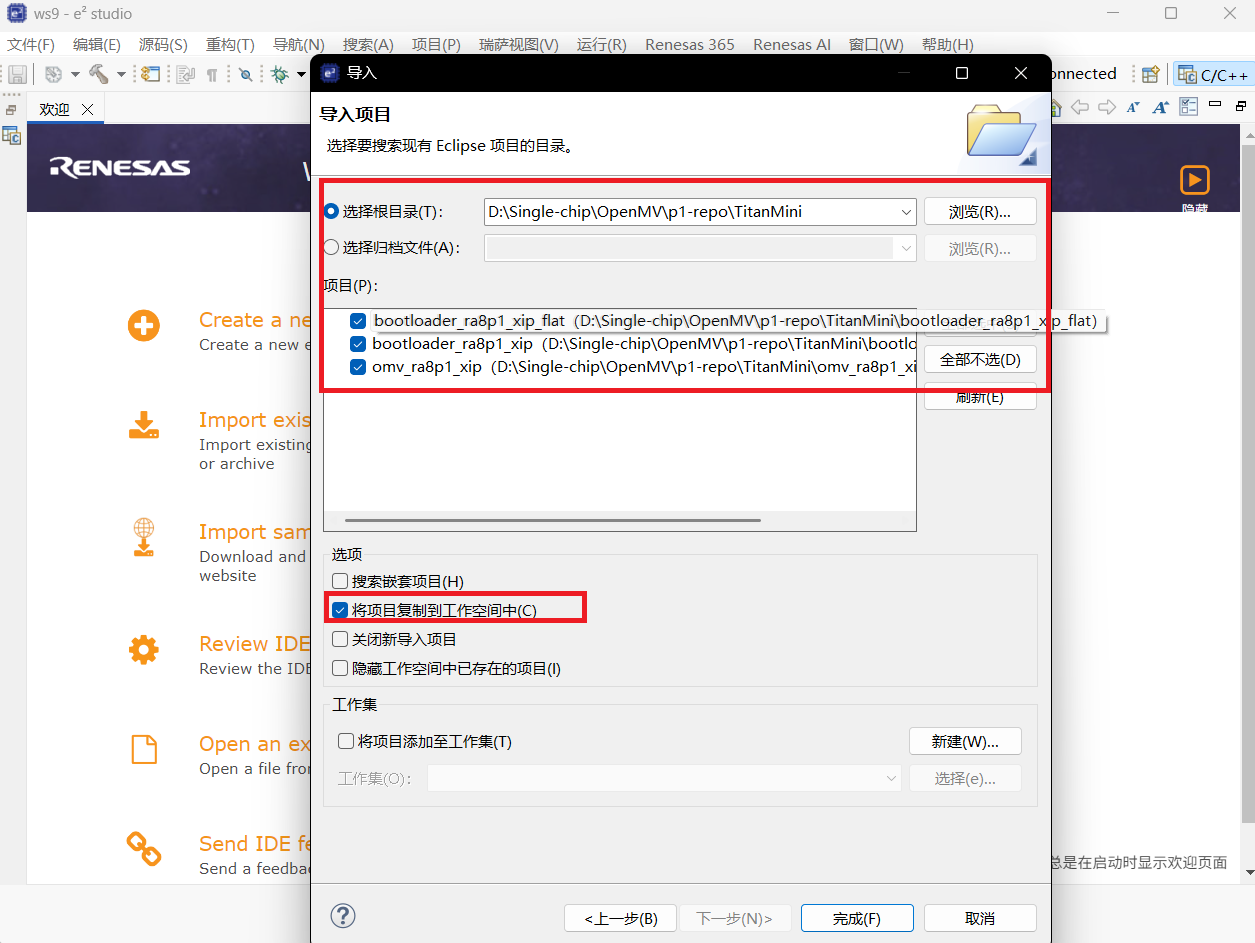 ws9 - e² studio
文件(F) 编辑(E) 源码(S) 重构(T) 导航(N) 搜索(A) 项目(P) 瑞萨视图(V) 运行(R) Renesas 365 Renesas AI 窗口(W) 帮助(H)
导入
onnected
C/C++
欢迎
导入项目
选择要搜索现有 Eclipse 项目的目录。
RENESAS
隐藏
选择根目录(T):
D:\Single-chip\OpenMV\p1-repo\TitanMini
浏览(R)...
选择归档文件(A):
浏览(R)...
项目(P):
bootloader_ra8p1_xip_flat (D:\Single-chip\OpenMV\p1-repo\TitanMini\bootloader_ra8p1_xip_flat)
bootloader_ra8p1_xip (D:\Single-chip\OpenMV\p1-repo\TitanMini\bootlo
omv_ra8p1_xip (D:\Single-chip\OpenMV\p1-repo\TitanMini\omv_ra8p1_xi
全部不选(D)
刷新(E)
Create a ne
Create a new e
Import exis
Import existing
or archive
Import sam
Download and
website
Review IDE
Review the IDE
Open an ex
Open a file fror
Send IDE fe
Send a feedba
选项
搜索嵌套项目(H)
将项目复制到工作空间中(C)
关闭新导入项目
隐藏工作空间中已存在的项目(I)
工作集
将项目添加至工作集(T)
新建(W)...
工作集(O):
选择(e)...
总是在启动时显示欢迎页面
<上一步(B)
下一步(N)>
完成(F)
取消